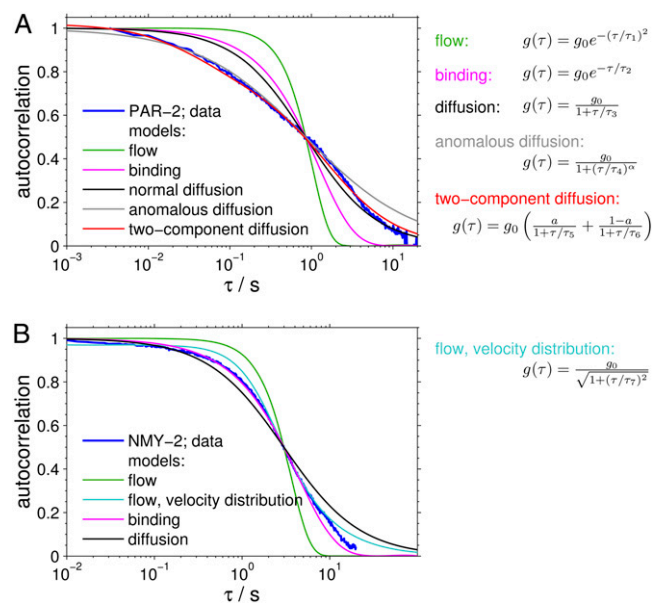 A
autocorrelation
1
0.8
0.6
0.4
0.2
0
PAR-2; data
models:
flow
binding
normal diffusion
anomalous diffusion
two-component diffusion
10⁻³ 10⁻² 10⁻¹ 10⁰ 10¹
τ / s
flow: g(τ) = g₀e^{-(τ/τ₁)²}
binding: g(τ) = g₀e^{-τ/τ₂}
diffusion: g(τ) = g₀/(1+τ/τ₃)
anomalous diffusion:
g(τ) = g₀/(1+(τ/τ₄)^α)
two-component diffusion:
g(τ) = g₀ (a/(1+τ/τ₅) + (1-a)/(1+τ/τ₆))
B
autocorrelation
1
0.8
0.6
0.4
0.2
0
NMY-2; data
models:
flow
flow, velocity distribution
binding
diffusion
10⁻² 10⁻¹ 10⁰ 10¹
τ / s
flow, velocity distribution:
g(τ) = g₀/√(1+(τ/τ₇)²)